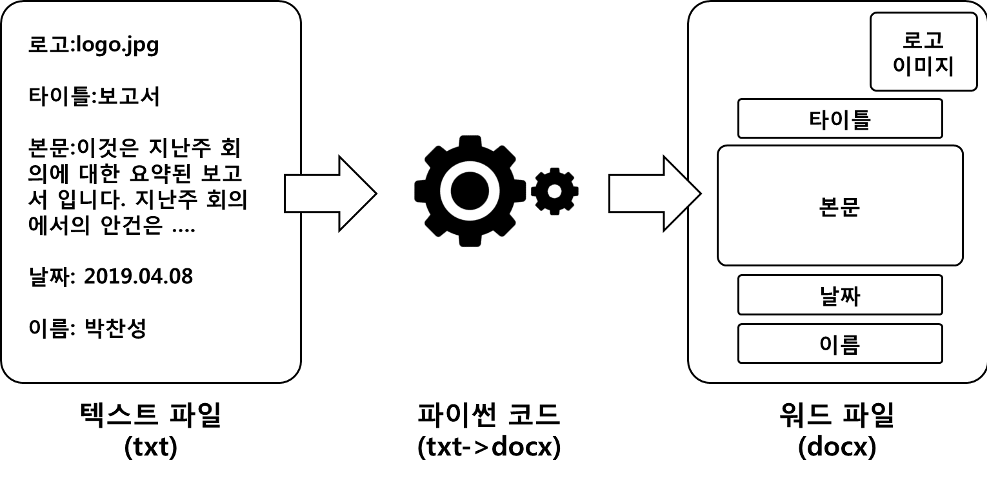 로고:logo.jpg
타이틀:보고서
본문:이것은 지난주 회
의에 대한 요약된 보고
서 입니다. 지난주 회의
에서의 안건은 ....
날짜: 2019.04.08
이름: 박찬성
텍스트 파일
(txt)
파이썬 코드
(txt->docx)
로고
이미지
타이틀
본문
날짜
이름
워드 파일
(docx)